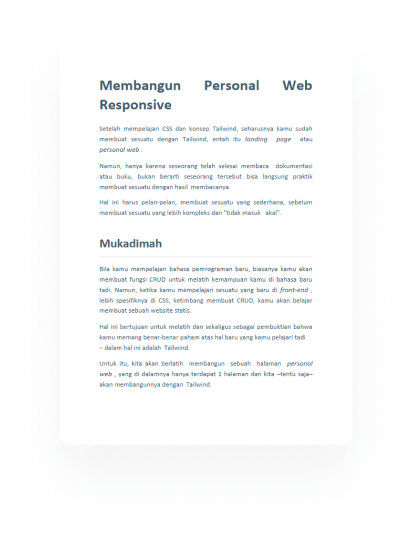 Membangun Personal Web
Responsive
Setelah mempelajari CSS dan konsep Tailwind, seharusnya kamu sudah
membuat sesuatu dengan Tailwind, entah itu landing page atau
personal web .
Namun, hanya karena seseorang telah selesai membaca dokumentasi
atau buku, bukan berarti seseorang tersebut bisa langsung praktik
membuat sesuatu dengan hasil membacanya.
Hal ini harus pelan-pelan, membuat sesuatu yang sederhana, sebelum
membuat sesuatu yang lebih kompleks dan "tidak masuk akal".
Mukadimah
Bila kamu mempelajari bahasa pemrograman baru, biasanya kamu akan
membuat fungsi CRUD untuk melatih kemampuan kamu di bahasa baru
tadi. Namun, ketika kamu mempelajari sesuatu yang baru di front-end ,
lebih spesifiknya di CSS, ketimbang membuat CRUD, kamu akan belajar
membuat sebuah website statis.
Hal ini bertujuan untuk melatih dan sekaligus sebagai pembuktian bahwa
kamu memang benar-benar paham atas hal baru yang kamu pelajari tadi
– dalam hal ini adalah Tailwind.
Untuk itu, kita akan berlatih membangun sebuah halaman personal
web , yang di dalamnya hanya terdapat 1 halaman dan kita –tentu saja–
akan membangunnya dengan Tailwind.